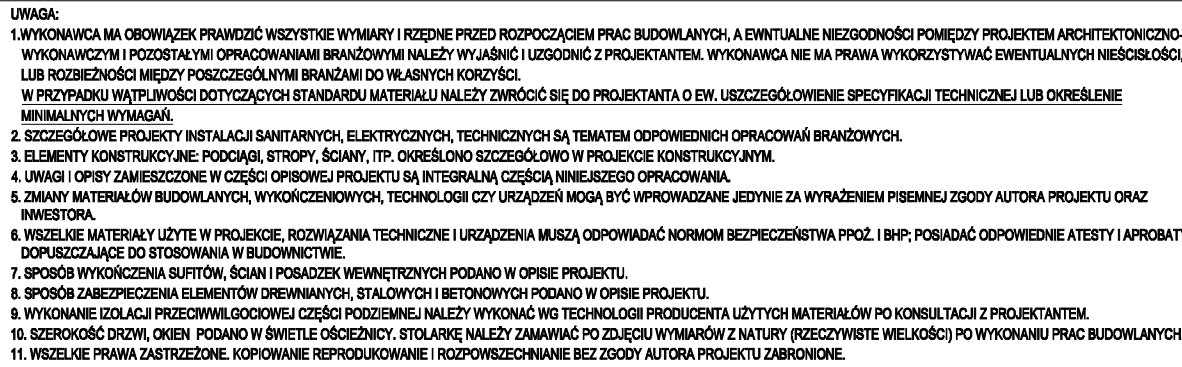 UWAGA:
1.WYKONAWCA MA OBOWIĄZEK PRAWDZIĆ WSZYSTKIE WYMIARY I RZĘDNE PRZED ROZPOCZĄCIEM PRAC BUDOWLANYCH, A EWNTUALNE NIEZGODNOŚCI POMIĘDZY PROJEKTEM ARCHITEKTONICZNO-
WYKONAWCZYM I POZOSTAŁYMI OPRACOWANIAMI BRANŻOWYMI NALEŻY WYJAŚNIĆ I UZGODNIĆ Z PROJEKTANTEM. WYKONAWCA NIE MA PRAWA WYKORZYSTYWAĆ EWENTUALNYCH NIEŚCISŁOŚCI,
LUB ROZBIEŻNOŚCI MIĘDZY POSZCZEGÓLNYMI BRANŻAMI DO WŁASNYCH KORZYŚCI.
W PRZYPADKU WĄTPLIWOŚCI DOTYCZĄCYCH STANDARDU MATERIAŁU NALEŻY ZWRÓCIĆ SIĘ DO PROJEKTANTA O EW. USZCZEGÓŁOWIENIE SPECYFIKACJI TECHNICZNEJ LUB OKREŚLENIE
MINIMALNYCH WYMAGAŃ.
2. SZCZEGÓŁOWE PROJEKTY INSTALACJI SANITARNYCH, ELEKTRYCZNYCH, TECHNICZNYCH SĄ TEMATEM ODPOWIEDNICH OPRACOWAŃ BRANŻOWYCH.
3. ELEMENTY KONSTRUKCYJNE: PODCIĄGI, STROPY, ŚCIANY, ITP. OKREŚLONO SZCZEGÓŁOWO W PROJEKCIE KONSTRUKCYJNYM.
4. UWAGI I OPISY ZAMIESZCZONE W CZĘŚCI OPISOWEJ PROJEKTU SĄ INTEGRALNĄ CZĘŚCIĄ NINIEJSZEGO OPRACOWANIA.
5. ZMIANY MATERIAŁÓW BUDOWLANYCH, WYKOŃCZENIOWYCH, TECHNOLOGII CZY URZĄDZEŃ MOGĄ BYĆ WPROWADZANE JEDYNIE ZA WYRAŻENIEM PISEMNEJ ZGODY AUTORA PROJEKTU ORAZ
INWESTORA.
6. WSZELKIE MATERIAŁY UŻYTE W PROJEKCIE, ROZWIĄZANIA TECHNICZNE I URZĄDZENIA MUSZĄ ODPOWIADAĆ NORMOM BEZPIECZEŃSTWA PPOŻ. I BHP; POSIADAĆ ODPOWIEDNIE ATESTY I APROBATY
DOPUSZCZAJĄCE DO STOSOWANIA W BUDOWNICTWIE.
7. SPOSÓB WYKOŃCZENIA SUFITÓW, ŚCIAN I POSADZEK WEWNĘTRZNYCH PODANO W OPISIE PROJEKTU.
8. SPOSÓB ZABEZPIECZENIA ELEMENTÓW DREWNIANYCH, STALOWYCH I BETONOWYCH PODANO W OPISIE PROJEKTU.
9. WYKONANIE IZOLACJI PRZECIWWILGOCIOWEJ CZĘŚCI PODZIEMNEJ NALEŻY WYKONAĆ WG TECHNOLOGII PRODUCENTA UŻYTYCH MATERIAŁÓW PO KONSULTACJI Z PROJEKTANTEM.
10. SZEROKOŚĆ DRZWI, OKIEN PODANO W ŚWIETLE OŚCIEŻNICY. STOLARKĘ NALEŻY ZAMAWIAĆ PO ZDJĘCIU WYMIARÓW Z NATURY (RZECZYWISTE WIELKOŚCI) PO WYKONANIU PRAC BUDOWLANYCH
11. WSZELKIE PRAWA ZASTRZEŻONE. KOPIOWANIE REPRODUKOWANIE I ROZPOWSZECHNIANIE BEZ ZGODY AUTORA PROJEKTU ZABRONIONE.